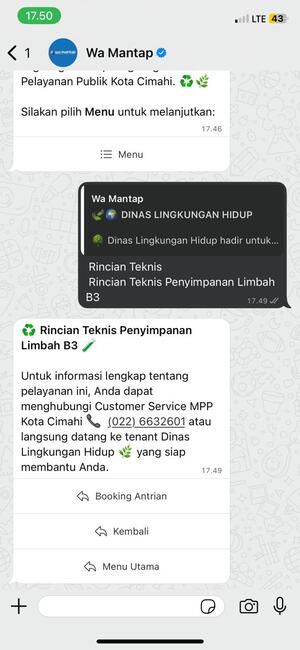 17.50
LTE 43
1
Wa Mantap
Pelayanan Publik Kota Cimahi. ♻️🌿
Silakan pilih Menu untuk melanjutkan:
17.46
Menu
Wa Mantap
🌿🌍 DINAS LINGKUNGAN HIDUP
🌳 Dinas Lingkungan Hidup hadir untuk...
Rincian Teknis
Rincian Teknis Penyimpanan Limbah
B3
17.49
♻️ Rincian Teknis Penyimpanan
Limbah B3 🧪
Untuk informasi lengkap tentang
pelayanan ini, Anda dapat
menghubungi Customer Service MPP
Kota Cimahi 📞 (022) 6632601 atau
langsung datang ke tenant Dinas
Lingkungan Hidup 🌿 yang siap
membantu Anda.
17.49
Booking Antrian
Kembali
Menu Utama